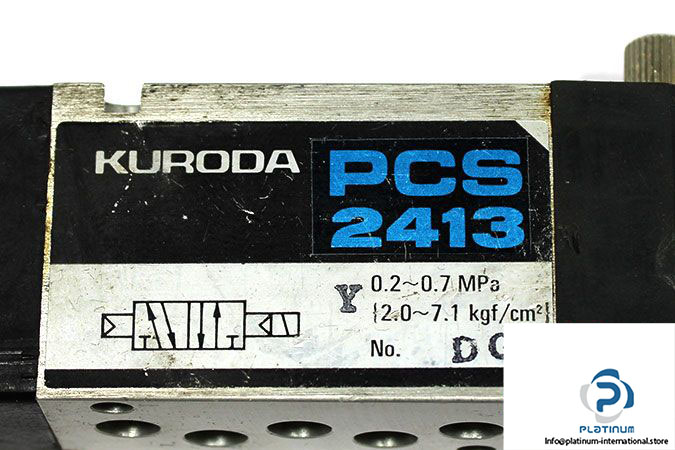 KURODA
PCS
2413
Y 0.2~0.7 MPa
{2.0~7.1 kgf/cm²}
No. D
PLATINUM
Info@platinum-international.store